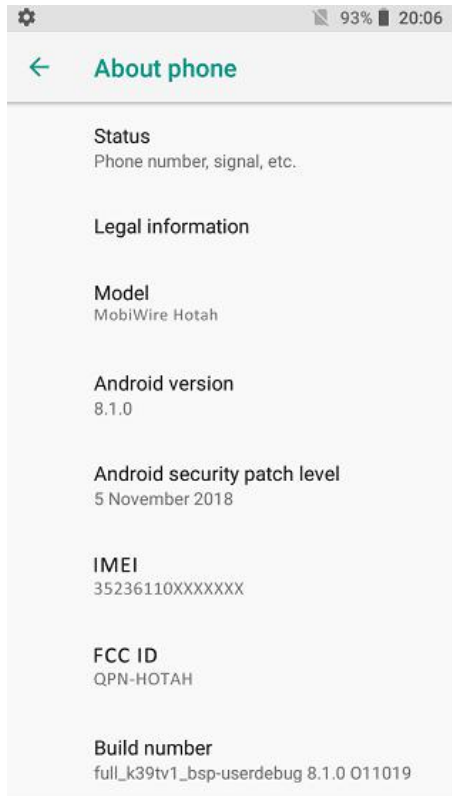 93% 20:06
About phone
Status
Phone number, signal, etc.
Legal information
Model
MobiWire Hotah
Android version
8.1.0
Android security patch level
5 November 2018
IMEI
35236110XXXXXXX
FCC ID
QPN-HOTAH
Build number
full_k39tv1_bsp-userdebug 8.1.0 O11019